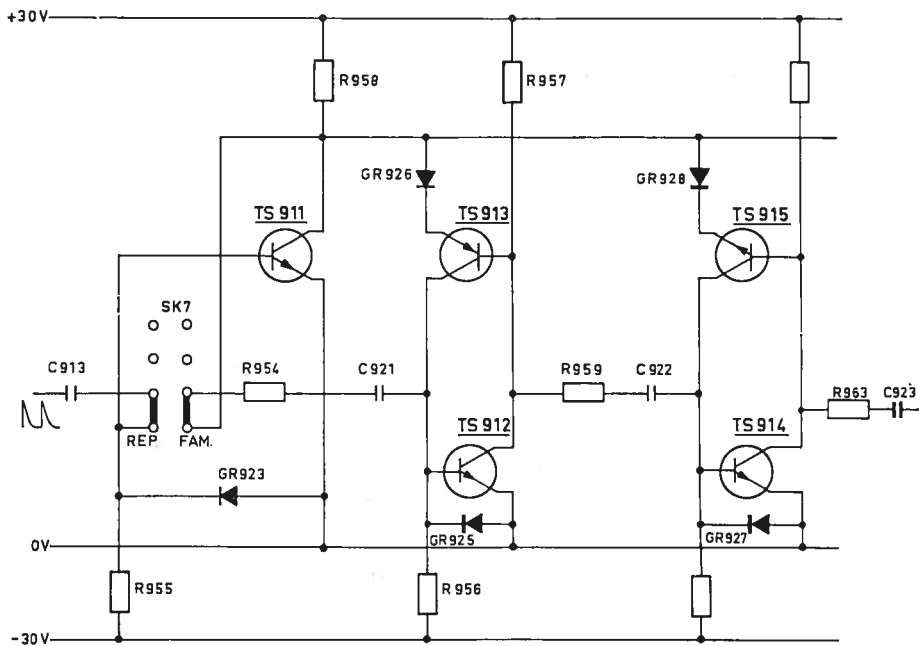 +30V
R958
R957
GR926
GR928
TS911
TS913
TS915
SK7
C913
R954
C921
R959
C922
R963
C923
REP.
FAM.
TS912
TS914
GR923
GR925
GR927
0V
R955
R956
-30V